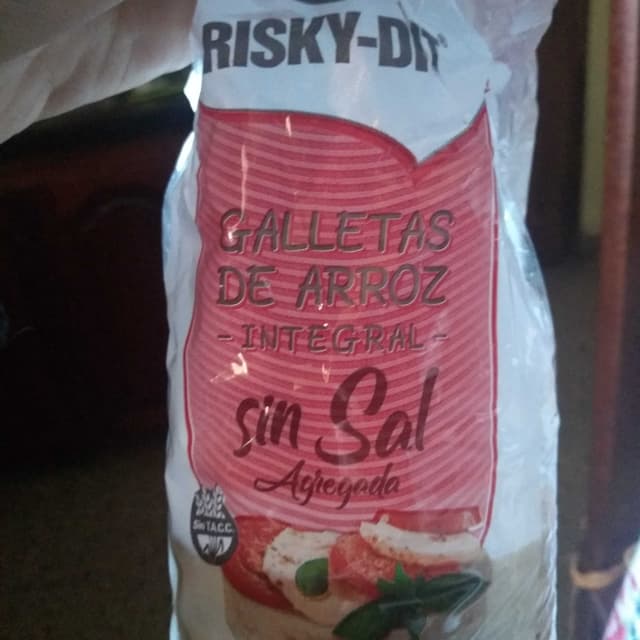 RISKY-DIT
GALLETAS
DE ARROZ
-INTEGRAL-
sin Sal
Agregada
Sin T.A.C.C.